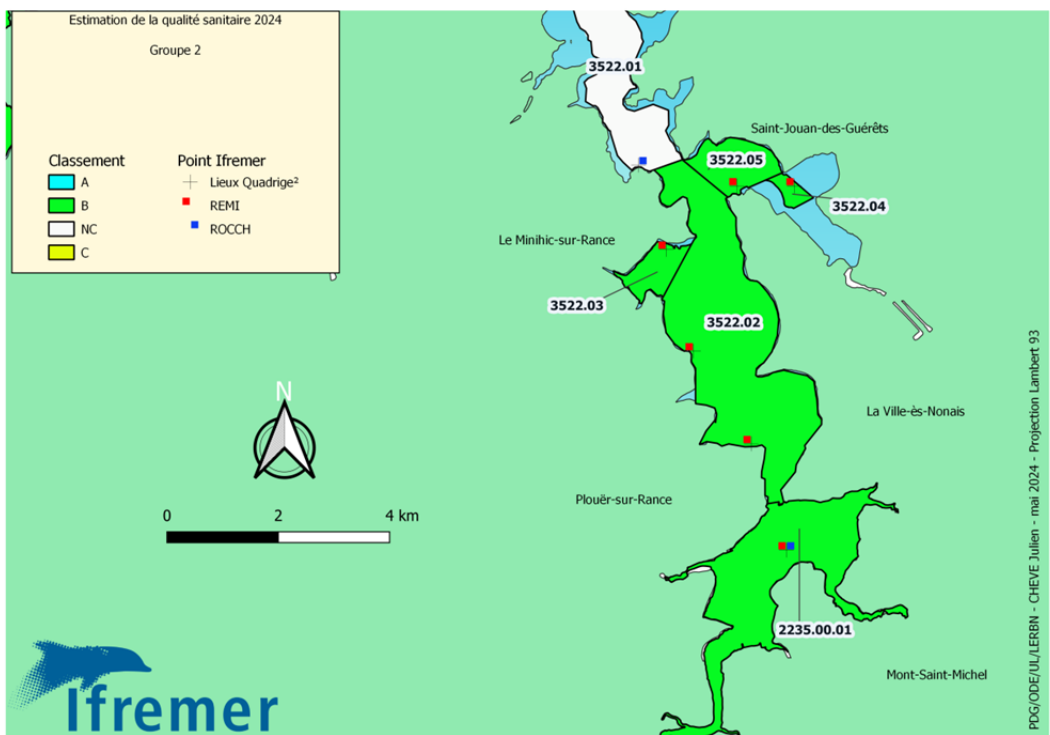 Estimation de la qualité sanitaire 2024
Groupe 2
Classement
A
B
NC
C
Point Ifremer
Lieux Quadrige²
REMI
ROCCH
3522.01
Saint-Jouan-des-Guérêts
3522.05
3522.04
Le Minihic-sur-Rance
3522.03
3522.02
N
La Ville-ès-Nonais
Plouër-sur-Rance
0 2 4 km
2235.00.01
Mont-Saint-Michel
Ifremer
PDG/ODE/UL/LERBN - CHEVE Julien - mai 2024 - Projection Lambert 93